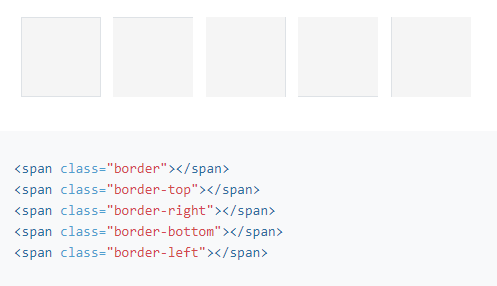 <span class="border"></span>
<span class="border-top"></span>
<span class="border-right"></span>
<span class="border-bottom"></span>
<span class="border-left"></span>